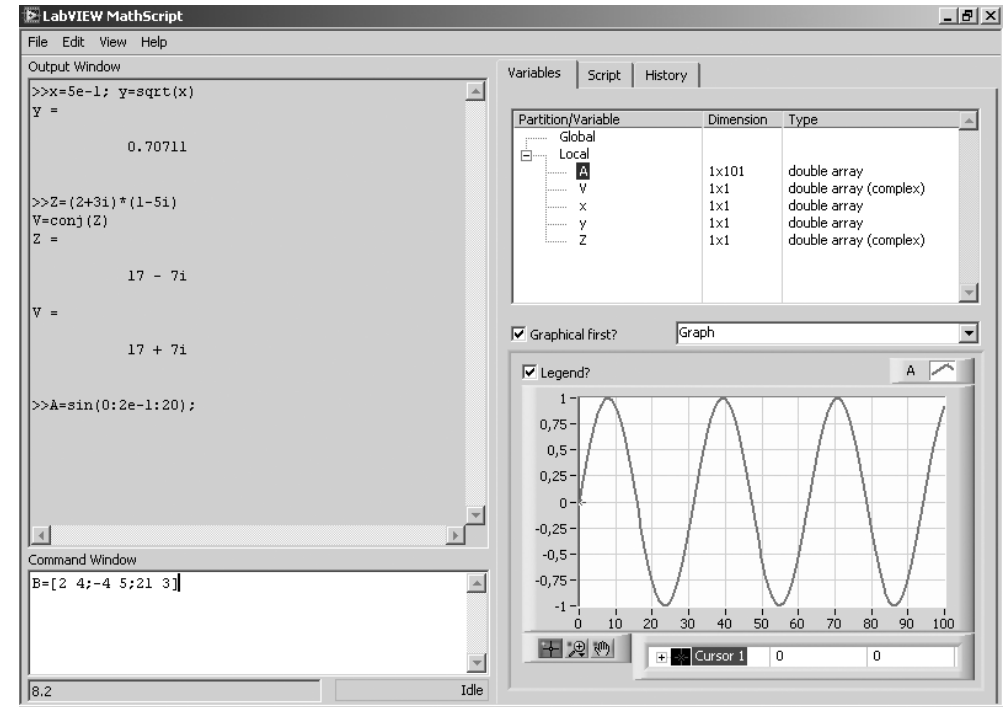 LabVIEW MathScript
File Edit View Help
Output Window
>>x=5e-1; y=sqrt(x)
y =
0.70711
>>Z=(2+3i)*(1-5i)
V=conj(Z)
Z =
17 - 7i
V =
17 + 7i
>>A=sin(0:2e-1:20);
Command Window
B=[2 4;-4 5;21 3]
8.2 Idle
Variables Script History
Partition/Variable Dimension Type
Global
Local
A 1x101 double array
V 1x1 double array (complex)
x 1x1 double array
y 1x1 double array
Z 1x1 double array (complex)
Graphical first? Graph
Legend? A
1
0,75
0,5
0,25
0
-0,25
-0,5
-0,75
-1
0 10 20 30 40 50 60 70 80 90 100
Cursor 1 0 0